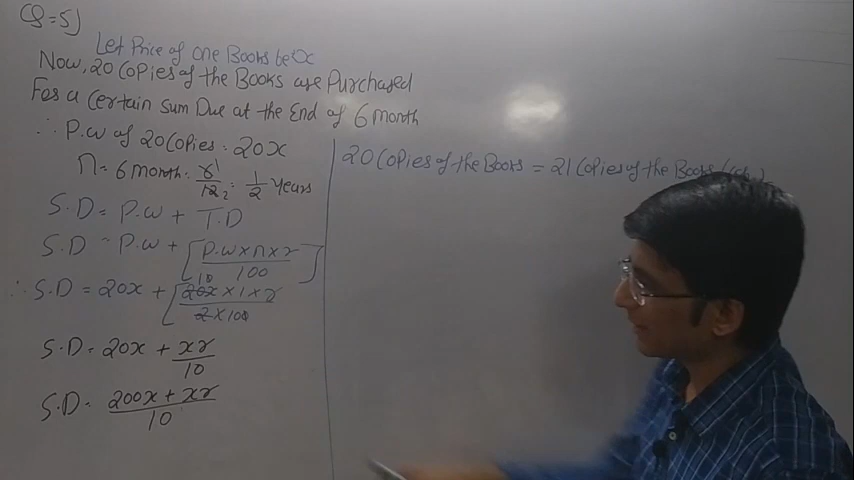 (Q=5)
Let Price of one Books be x
Now, 20 Copies of the Books are Purchased
For a Certain Sum Due at the End of 6 month
∴ P.W of 20 Copies = 20x
n = 6 month = 6/12 = 1/2 years
S.D = P.W + T.D
S.D = P.W + [P.W×n×r/100]
∴ S.D = 20x + [20x×1×r/2×100]
S.D = 20x + xr/10
S.D = 200x + xr/10
20 Copies of the Books = 21 Copies of the Books